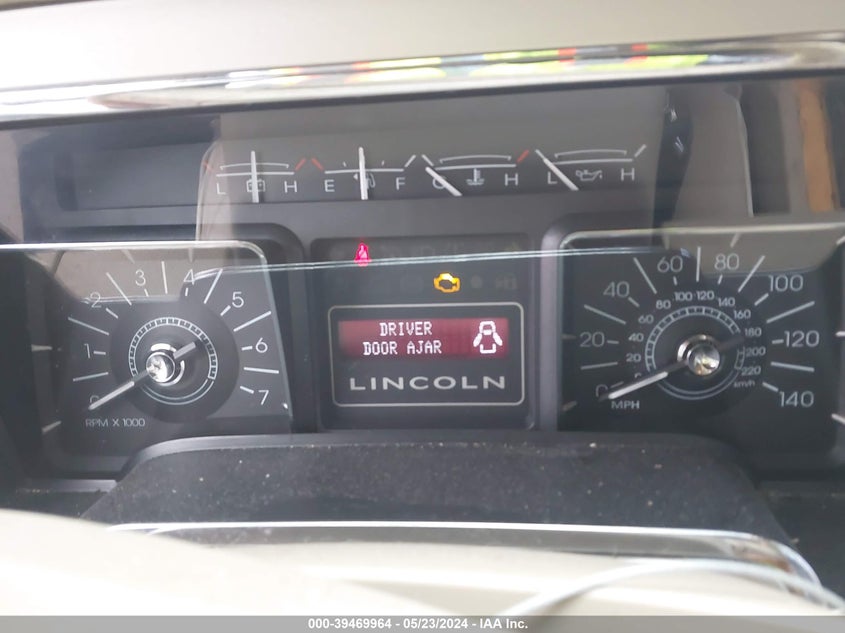 L H E F C H L H
0 1 2 3 4 5 6 7
RPM X 1000
DRIVER
DOOR AJAR
LINCOLN
0 20 40 60 80 100 120 140
MPH
60 80 100 120 140 160 180 200 220
km/h
000-39469964 / 05/23/2024 - IAA Inc.